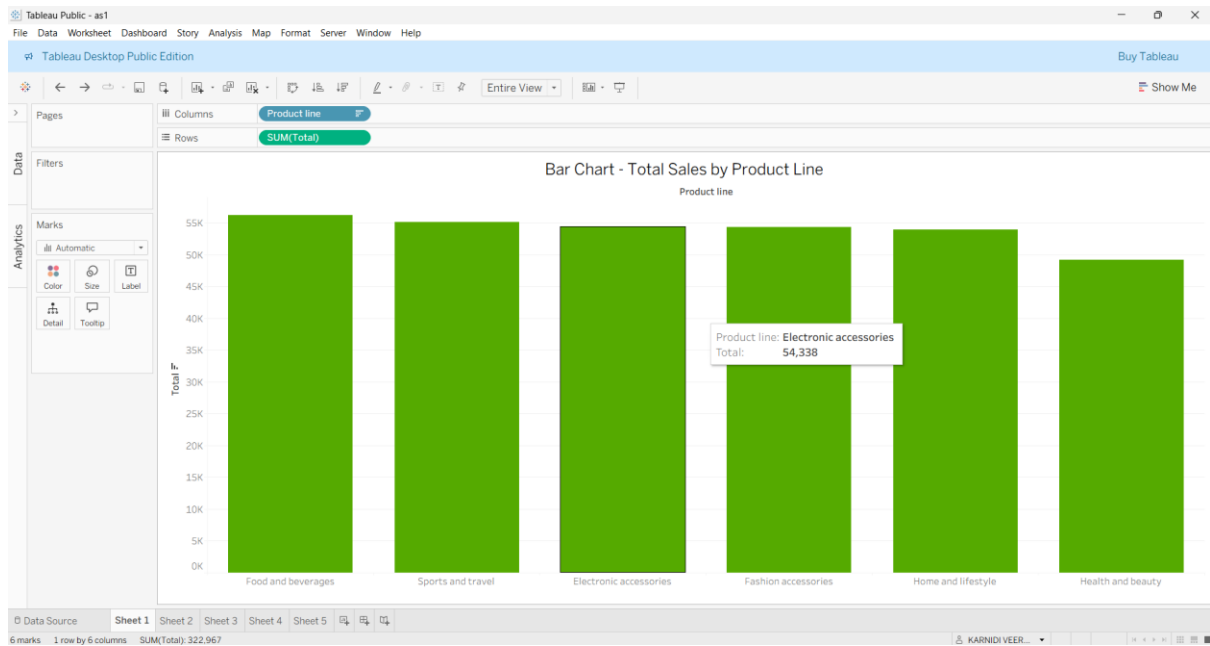 Tableau Public - as1
File Data Worksheet Dashboard Story Analysis Map Format Server Window Help
Tableau Desktop Public Edition
Buy Tableau
Entire View
Show Me
Pages
Columns
Product line
Rows
SUM(Total)
Data
Analytics
Filters
Marks
Automatic
Color Size Label
Detail Tooltip
Bar Chart - Total Sales by Product Line
Product line
Total
55K
50K
45K
40K
35K
30K
25K
20K
15K
10K
5K
0K
Product line: Electronic accessories
Total: 54,338
Food and beverages Sports and travel Electronic accessories Fashion accessories Home and lifestyle Health and beauty
Data Source Sheet 1 Sheet 2 Sheet 3 Sheet 4 Sheet 5
6 marks 1 row by 6 columns SUM(Total): 322,967 KARNIDI VEER...